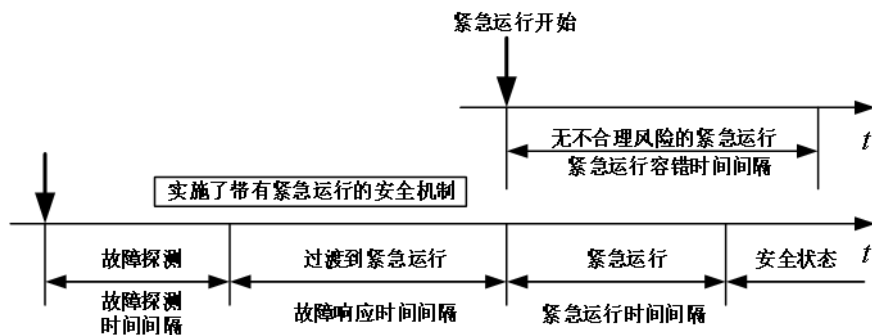 紧急运行开始
无不合理风险的紧急运行
t
紧急运行容错时间间隔
实施了带有紧急运行的安全机制
故障探测
过渡到紧急运行
紧急运行
安全状态
t
故障探测
时间间隔
故障响应时间间隔
紧急运行时间间隔